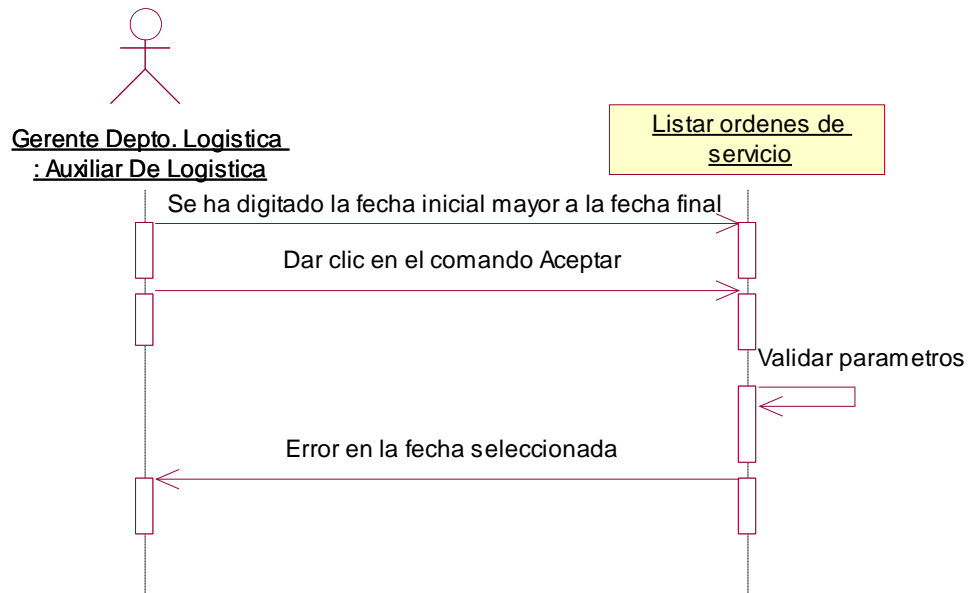 Gerente Depto. Logistica
: Auxiliar De Logistica
Listar ordenes de
servicio
Se ha digitado la fecha inicial mayor a la fecha final
Dar clic en el comando Aceptar
Validar parametros
Error en la fecha seleccionada